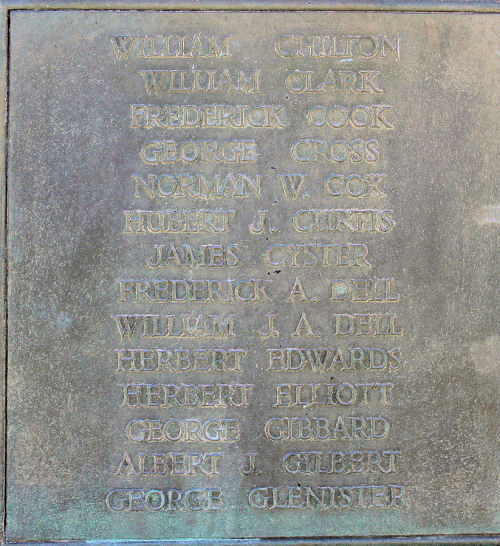 WILLIAM CHILTON
WILLIAM CLARK
FREDERICK COOK
GEORGE CROSS
NORMAN W. COX
HUBERT J. CURTIS
JAMES CYSTER
FREDERICK A. DELL
WILLIAM J. A. DELL
HERBERT EDWARDS
HERBERT ELLIOTT
GEORGE GIBBARD
ALBERT J. GILBERT
GEORGE GLENISTER